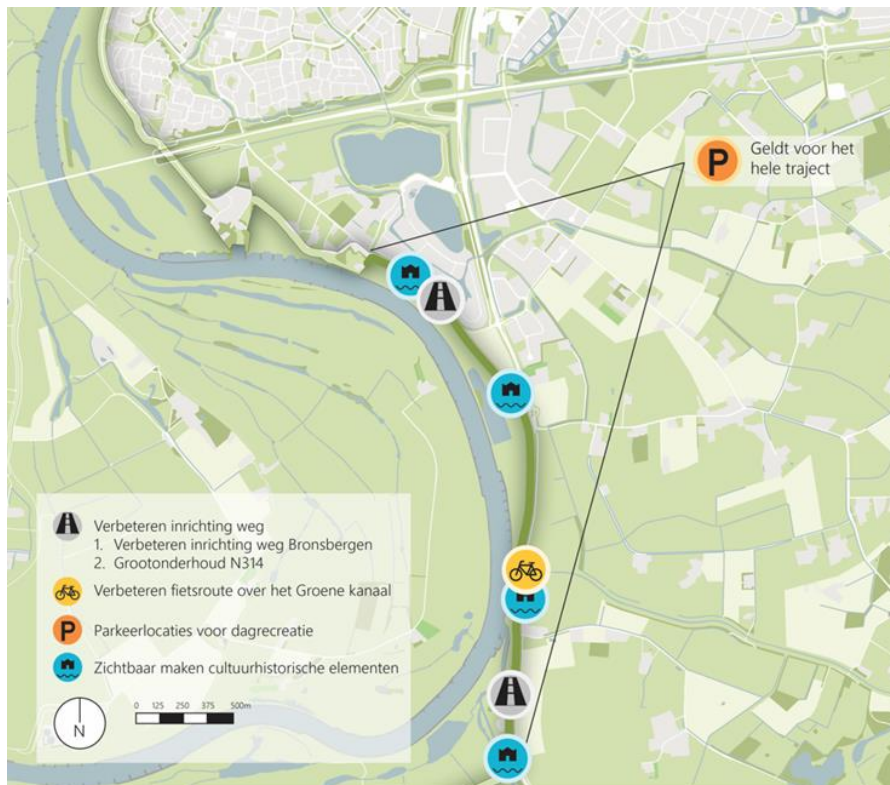 P
Geldt voor het
hele traject
Verbeteren inrichting weg
1. Verbeteren inrichting weg Bronsbergen
2. Grootonderhoud N314
Verbeteren fietsroute over het Groene kanaal
P
Parkeerlocaties voor dagrecreatie
Zichtbaar maken cultuurhistorische elementen
N
0 125 250 375 500m